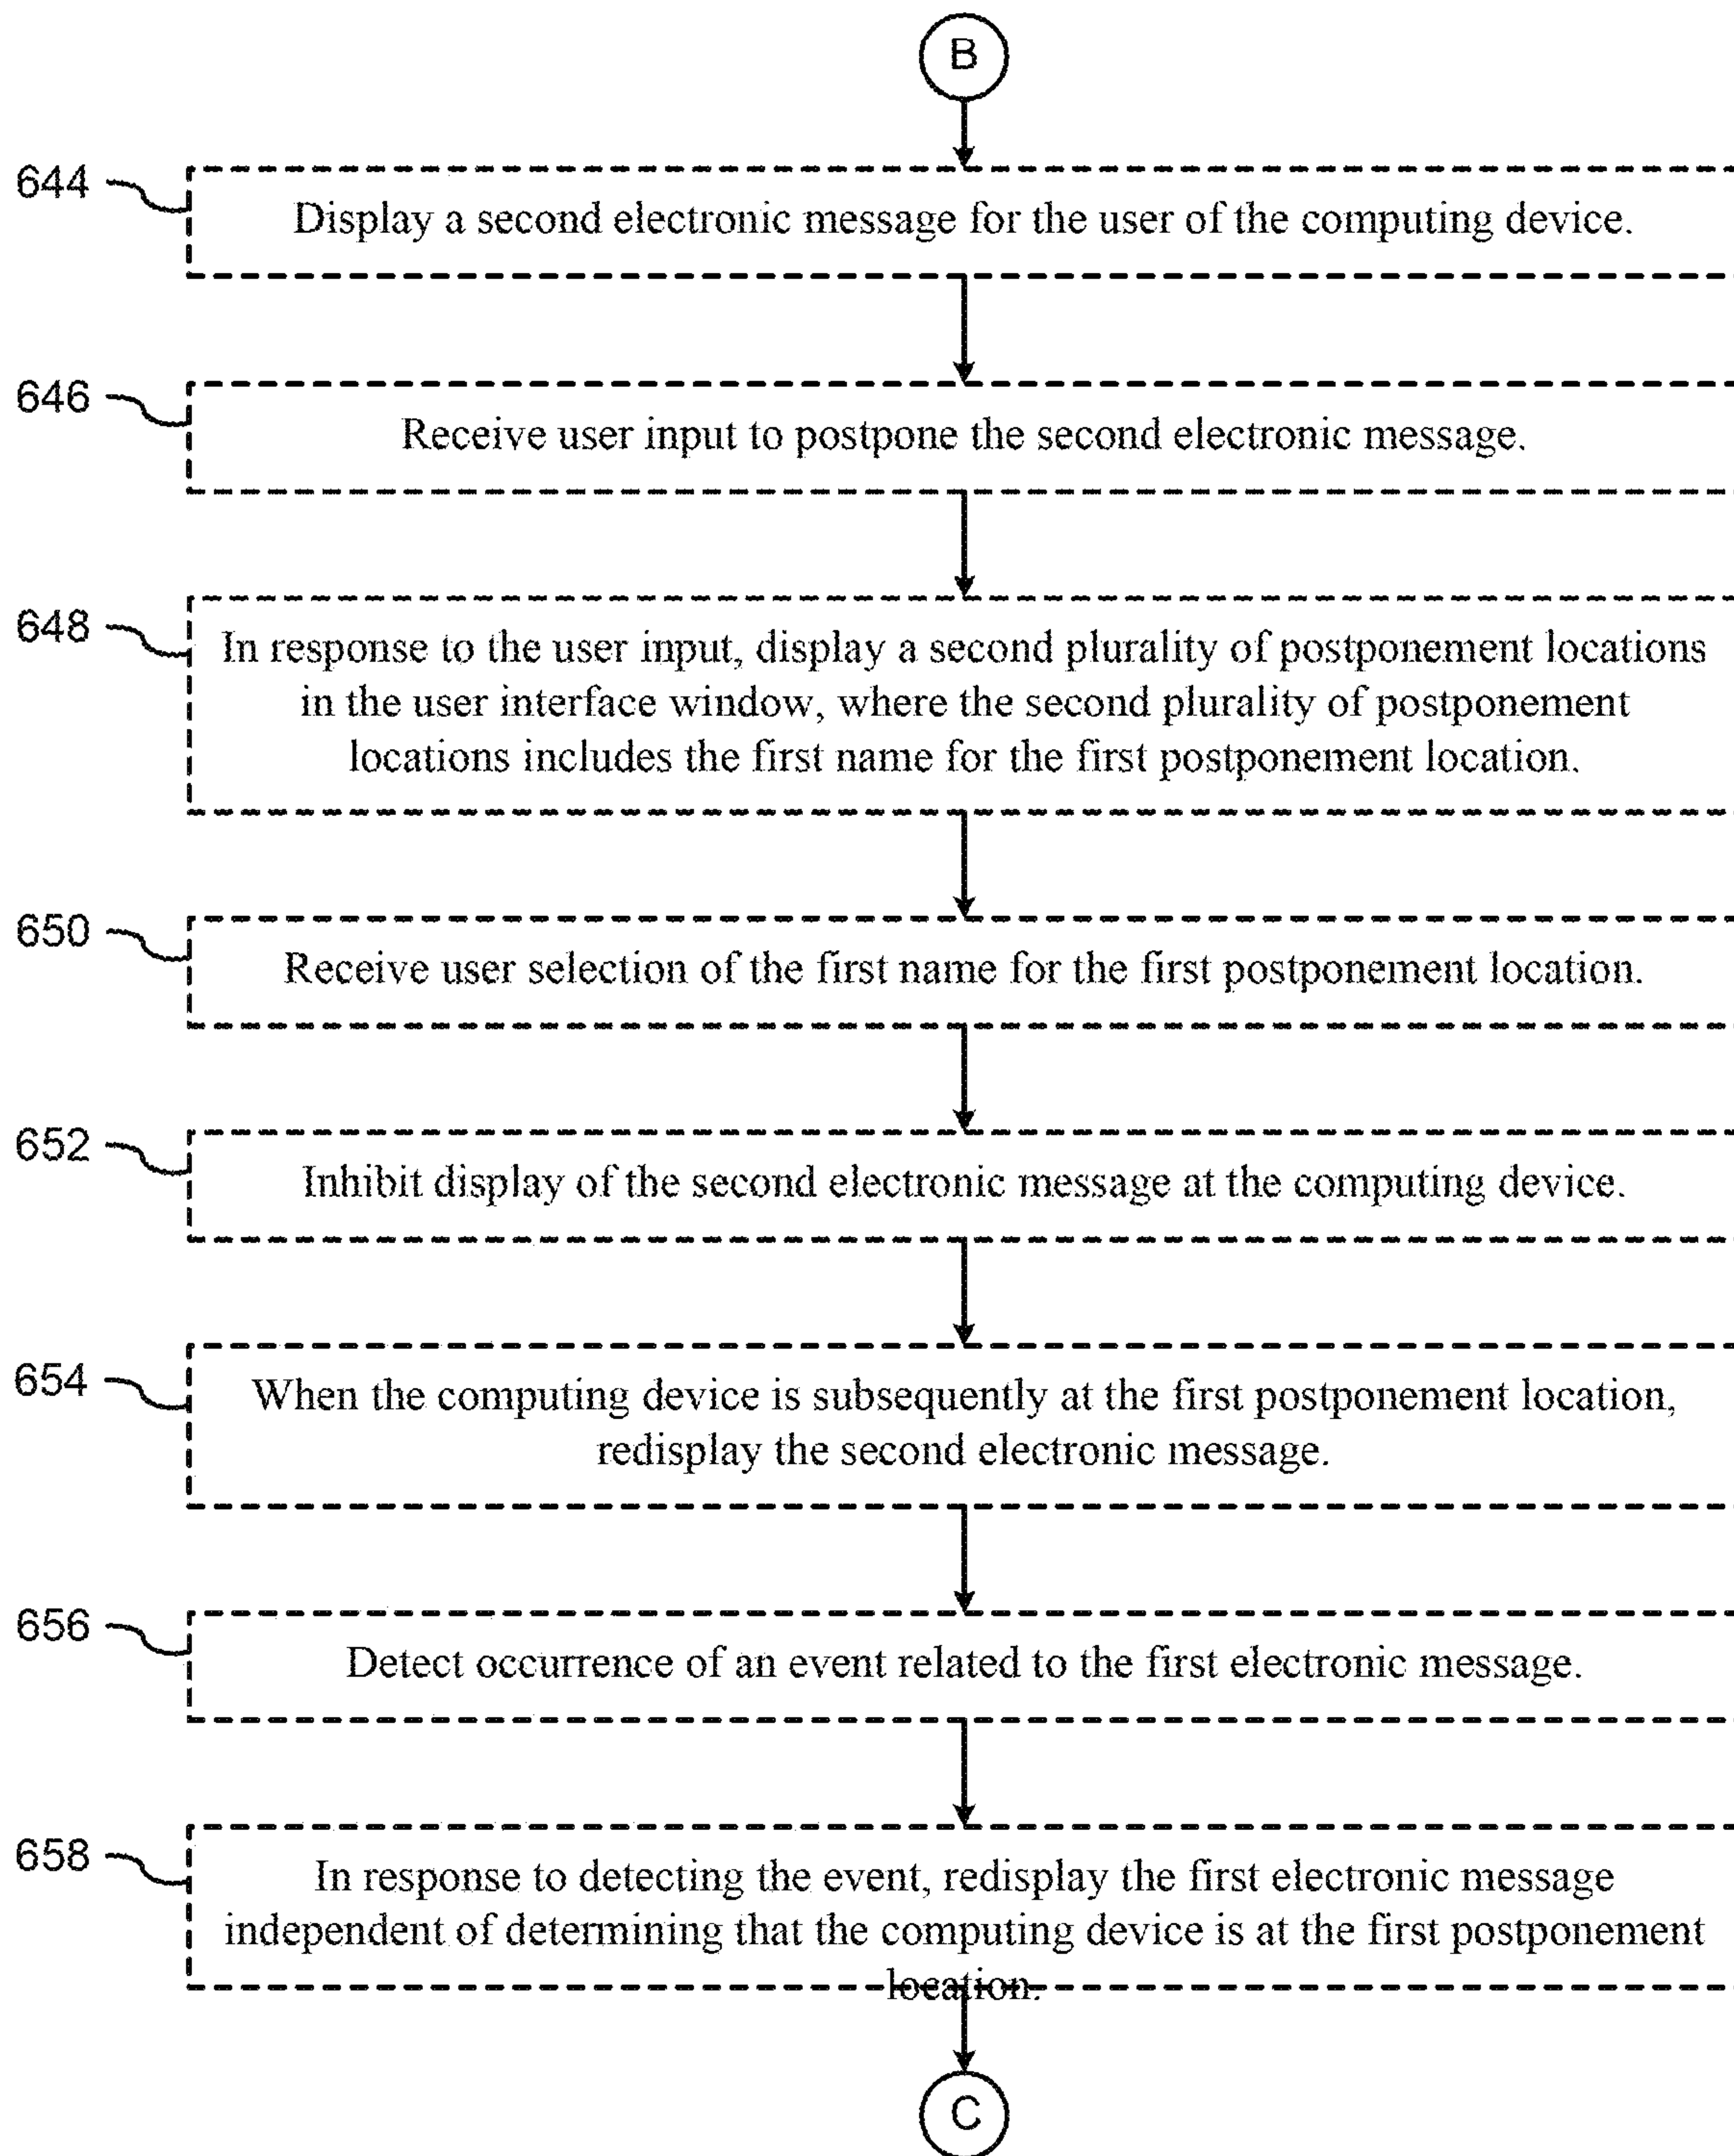 B
644
Display a second electronic message for the user of the computing device.
646
Receive user input to postpone the second electronic message.
648
In response to the user input, display a second plurality of postponement locations
in the user interface window, where the second plurality of postponement
locations includes the first name for the first postponement location.
650
Receive user selection of the first name for the first postponement location.
652
Inhibit display of the second electronic message at the computing device.
654
When the computing device is subsequently at the first postponement location,
redisplay the second electronic message.
656
Detect occurrence of an event related to the first electronic message.
658
In response to detecting the event, redisplay the first electronic message
independent of determining that the computing device is at the first postponement
location.
C